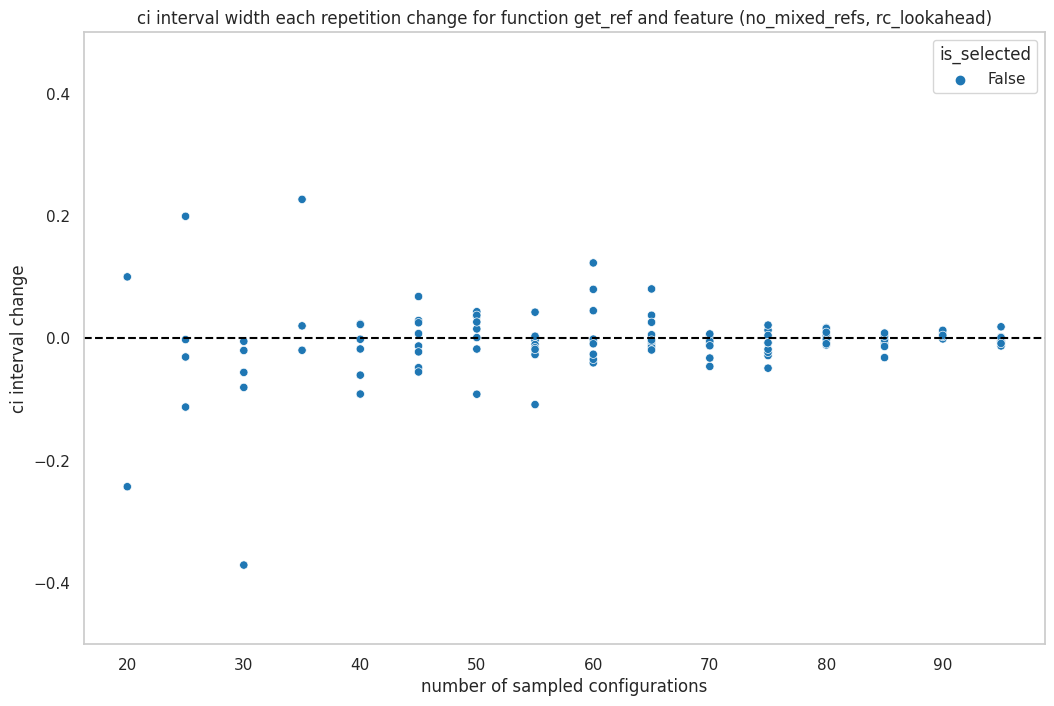 ci interval width each repetition change for function get_ref and feature (no_mixed_refs, rc_lookahead)
is_selected
False
ci interval change
0.4
0.2
0.0
−0.2
−0.4
20 30 40 50 60 70 80 90
number of sampled configurations